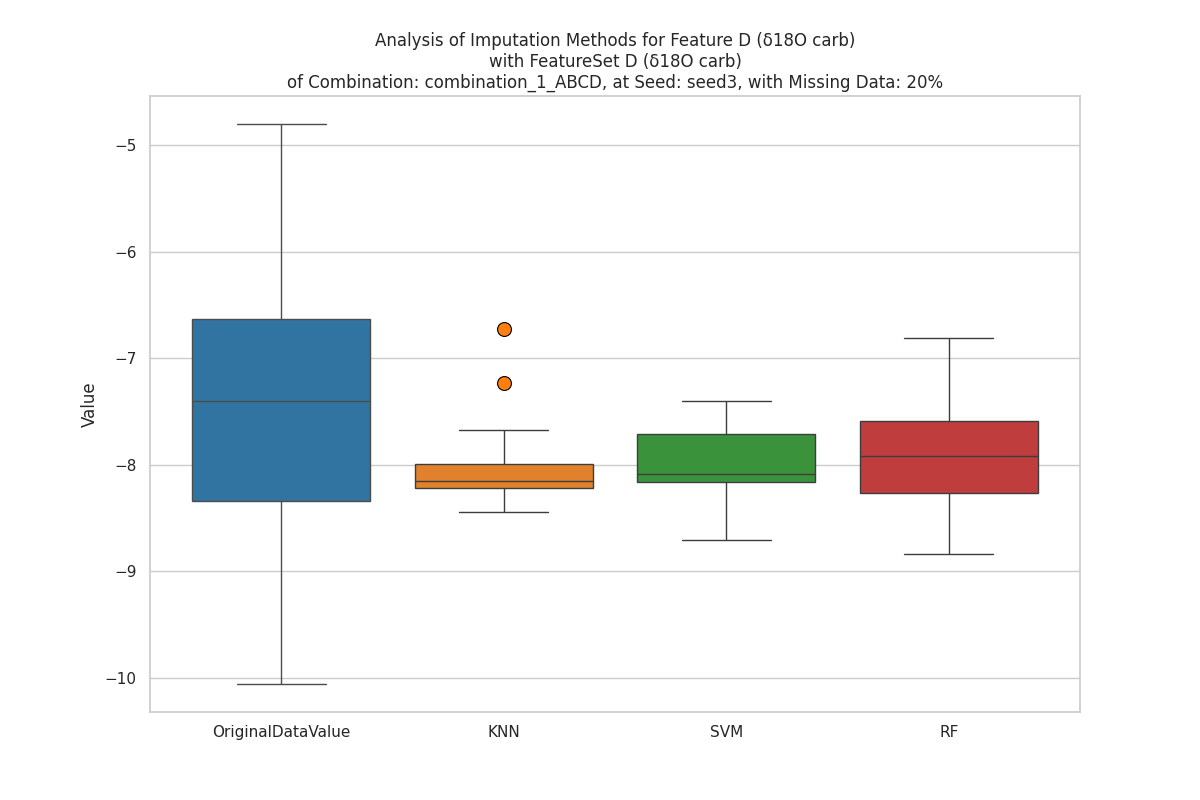 Analysis of Imputation Methods for Feature D (δ18O carb)
with FeatureSet D (δ18O carb)
of Combination: combination_1_ABCD, at Seed: seed3, with Missing Data: 20%
−5
−6
−7
−8
−9
−10
Value
OriginalDataValue
KNN
SVM
RF